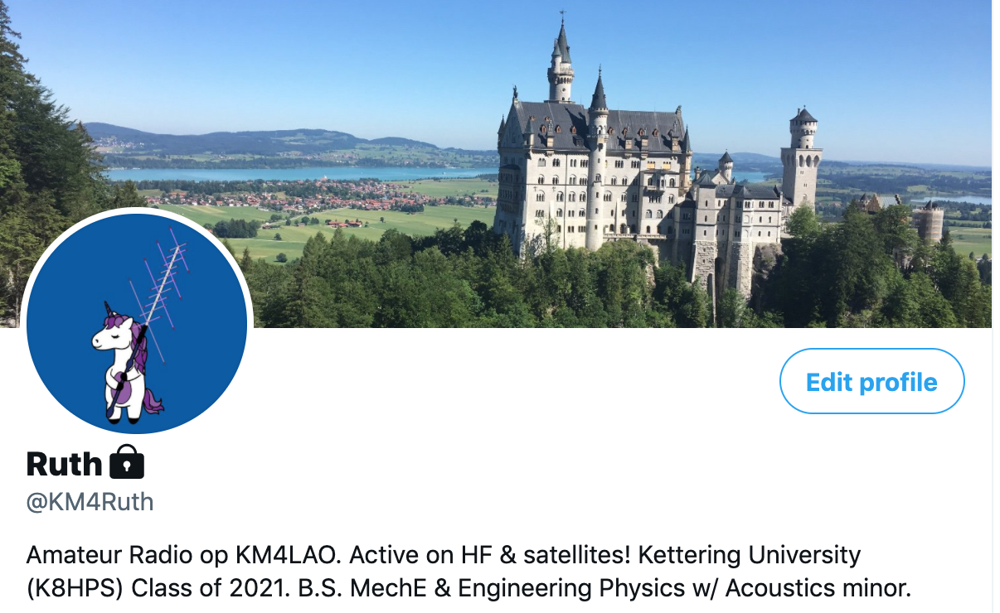 Edit profile
Ruth
@KM4Ruth
Amateur Radio op KM4LAO. Active on HF & satellites! Kettering University
(K8HPS) Class of 2021. B.S. MechE & Engineering Physics w/ Acoustics minor.